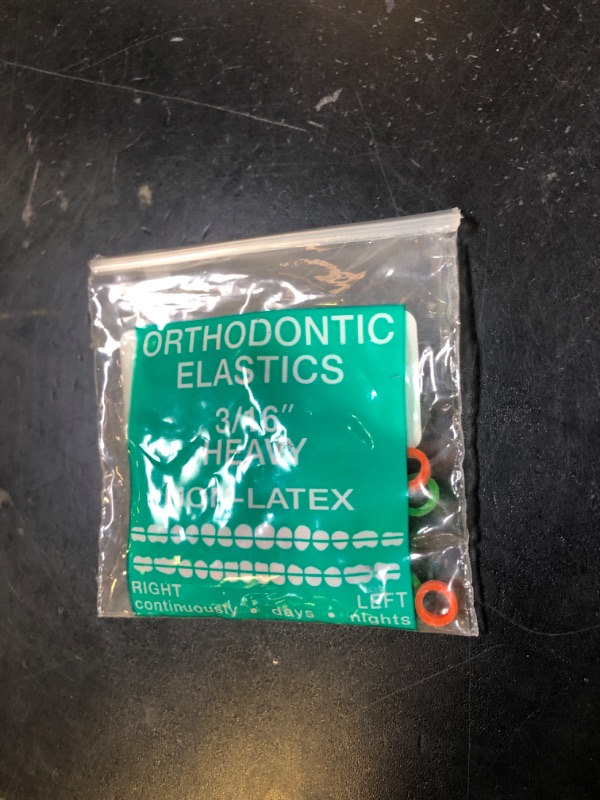 ORTHODONTIC
ELASTICS
3/16"
HEAVY
NON-LATEX
RIGHT
LEFT
continuously • days • nights